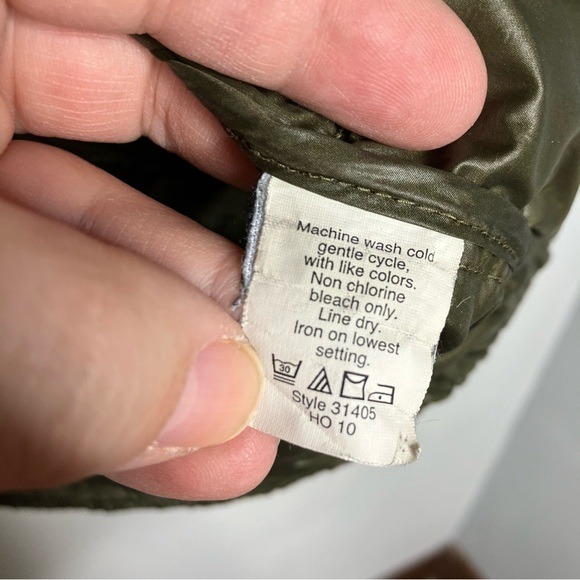 Machine wash cold
gentle cycle,
with like colors.
Non chlorine
bleach only.
Line dry.
Iron on lowest
setting.
30
Style 31405
HO 10